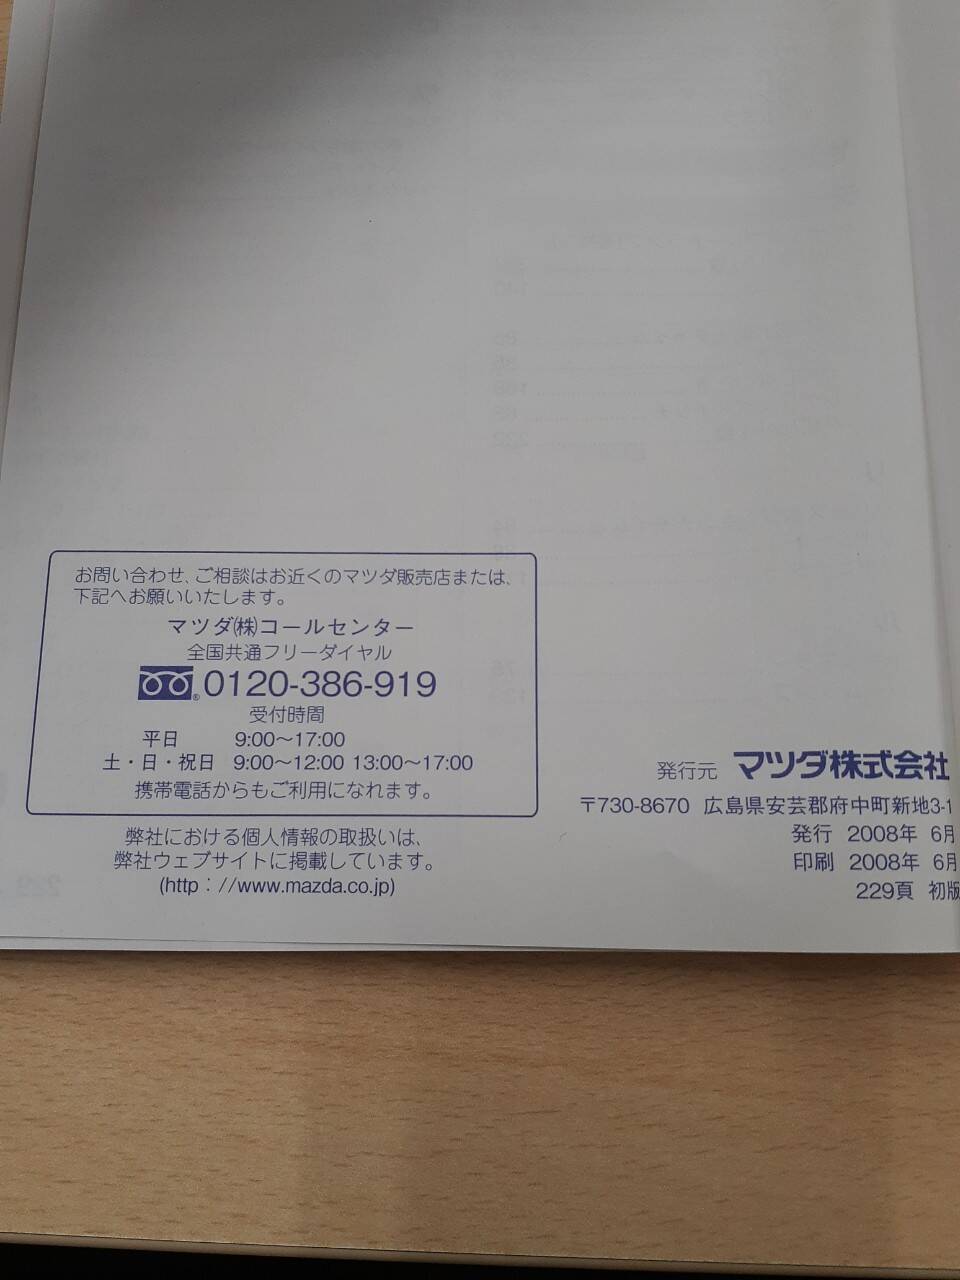 お問い合わせ、ご相談はお近くのマツダ販売店または、
下記へお願いいたします。
マツダ㈱コールセンター
全国共通フリーダイヤル
0120-386-919
受付時間
平日 9:00〜17:00
土・日・祝日 9:00〜12:00 13:00〜17:00
携帯電話からもご利用になれます。
弊社における個人情報の取扱いは、
弊社ウェブサイトに掲載しています。
(http://www.mazda.co.jp)
発行元 マツダ株式会社
〒730-8670 広島県安芸郡府中町新地3-1
発行 2008年 6月
印刷 2008年 6月
229頁 初版